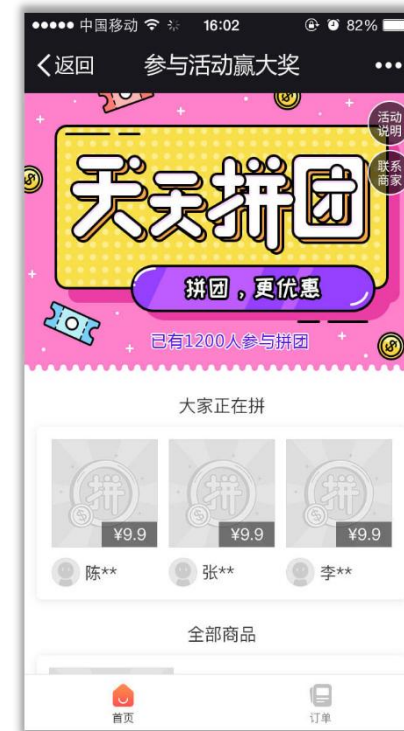 中国移动 16:02 82%
返回 参与活动赢大奖
活动
说明
联系
商家
天天拼团
拼团，更优惠
已有1200人参与拼团
大家正在拼
拼 拼 拼
¥9.9 ¥9.9 ¥9.9
陈** 张** 李**
全部商品
首页 订单